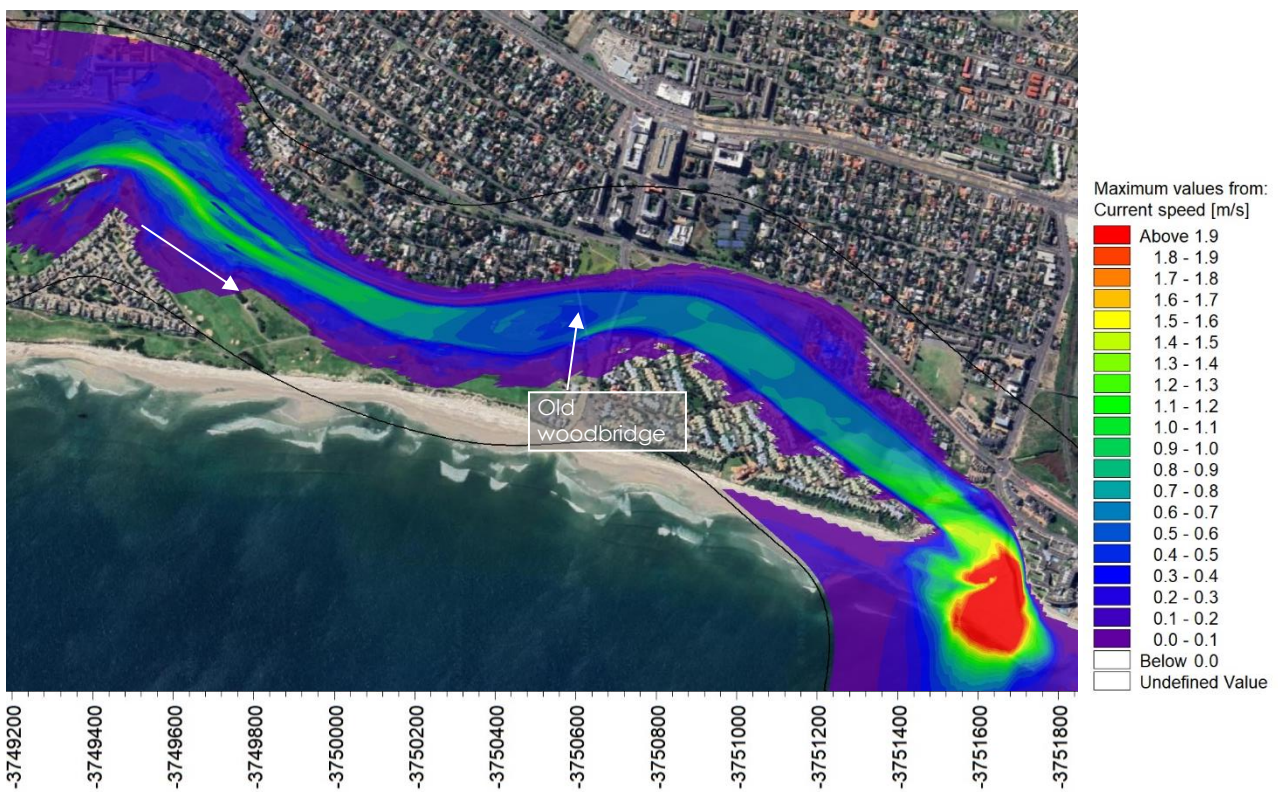 Maximum values from:
Current speed [m/s]
Above 1.9
1.8 - 1.9
1.7 - 1.8
1.6 - 1.7
1.5 - 1.6
1.4 - 1.5
1.3 - 1.4
1.2 - 1.3
1.1 - 1.2
1.0 - 1.1
0.9 - 1.0
0.8 - 0.9
0.7 - 0.8
0.6 - 0.7
0.5 - 0.6
0.4 - 0.5
0.3 - 0.4
0.2 - 0.3
0.1 - 0.2
0.0 - 0.1
Below 0.0
Undefined Value
Old
woodbridge
-3749200
-3749400
-3749600
-3749800
-3750000
-3750200
-3750400
-3750600
-3750800
-3751000
-3751200
-3751400
-3751600
-3751800